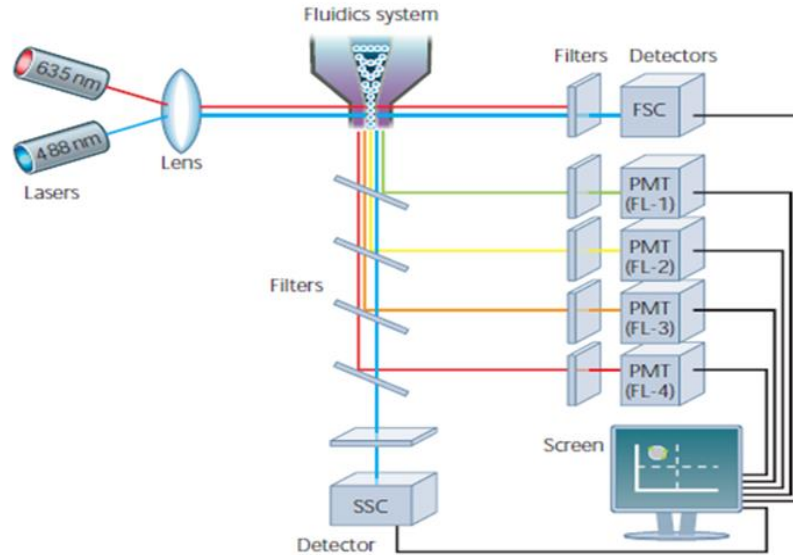 Fluidics system
Filters
Detectors
635 nm
FSC
488 nm
Lens
Lasers
PMT
(FL-1)
PMT
(FL-2)
Filters
PMT
(FL-3)
PMT
(FL-4)
Screen
SSC
Detector